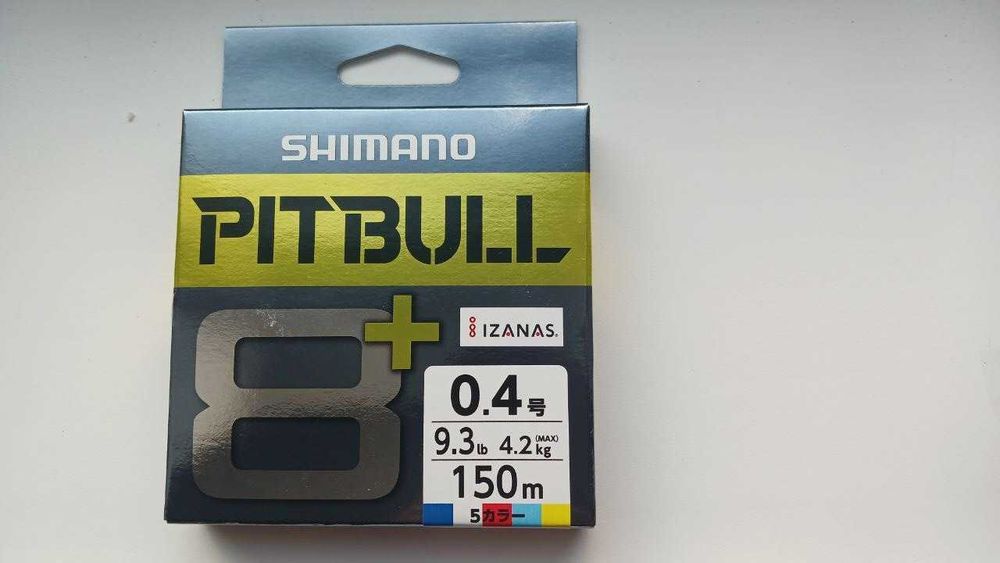 SHIMANO
PITBULL
8+
IZANAS®
0.4号
9.3lb 4.2kg (MAX)
150m
5カラー